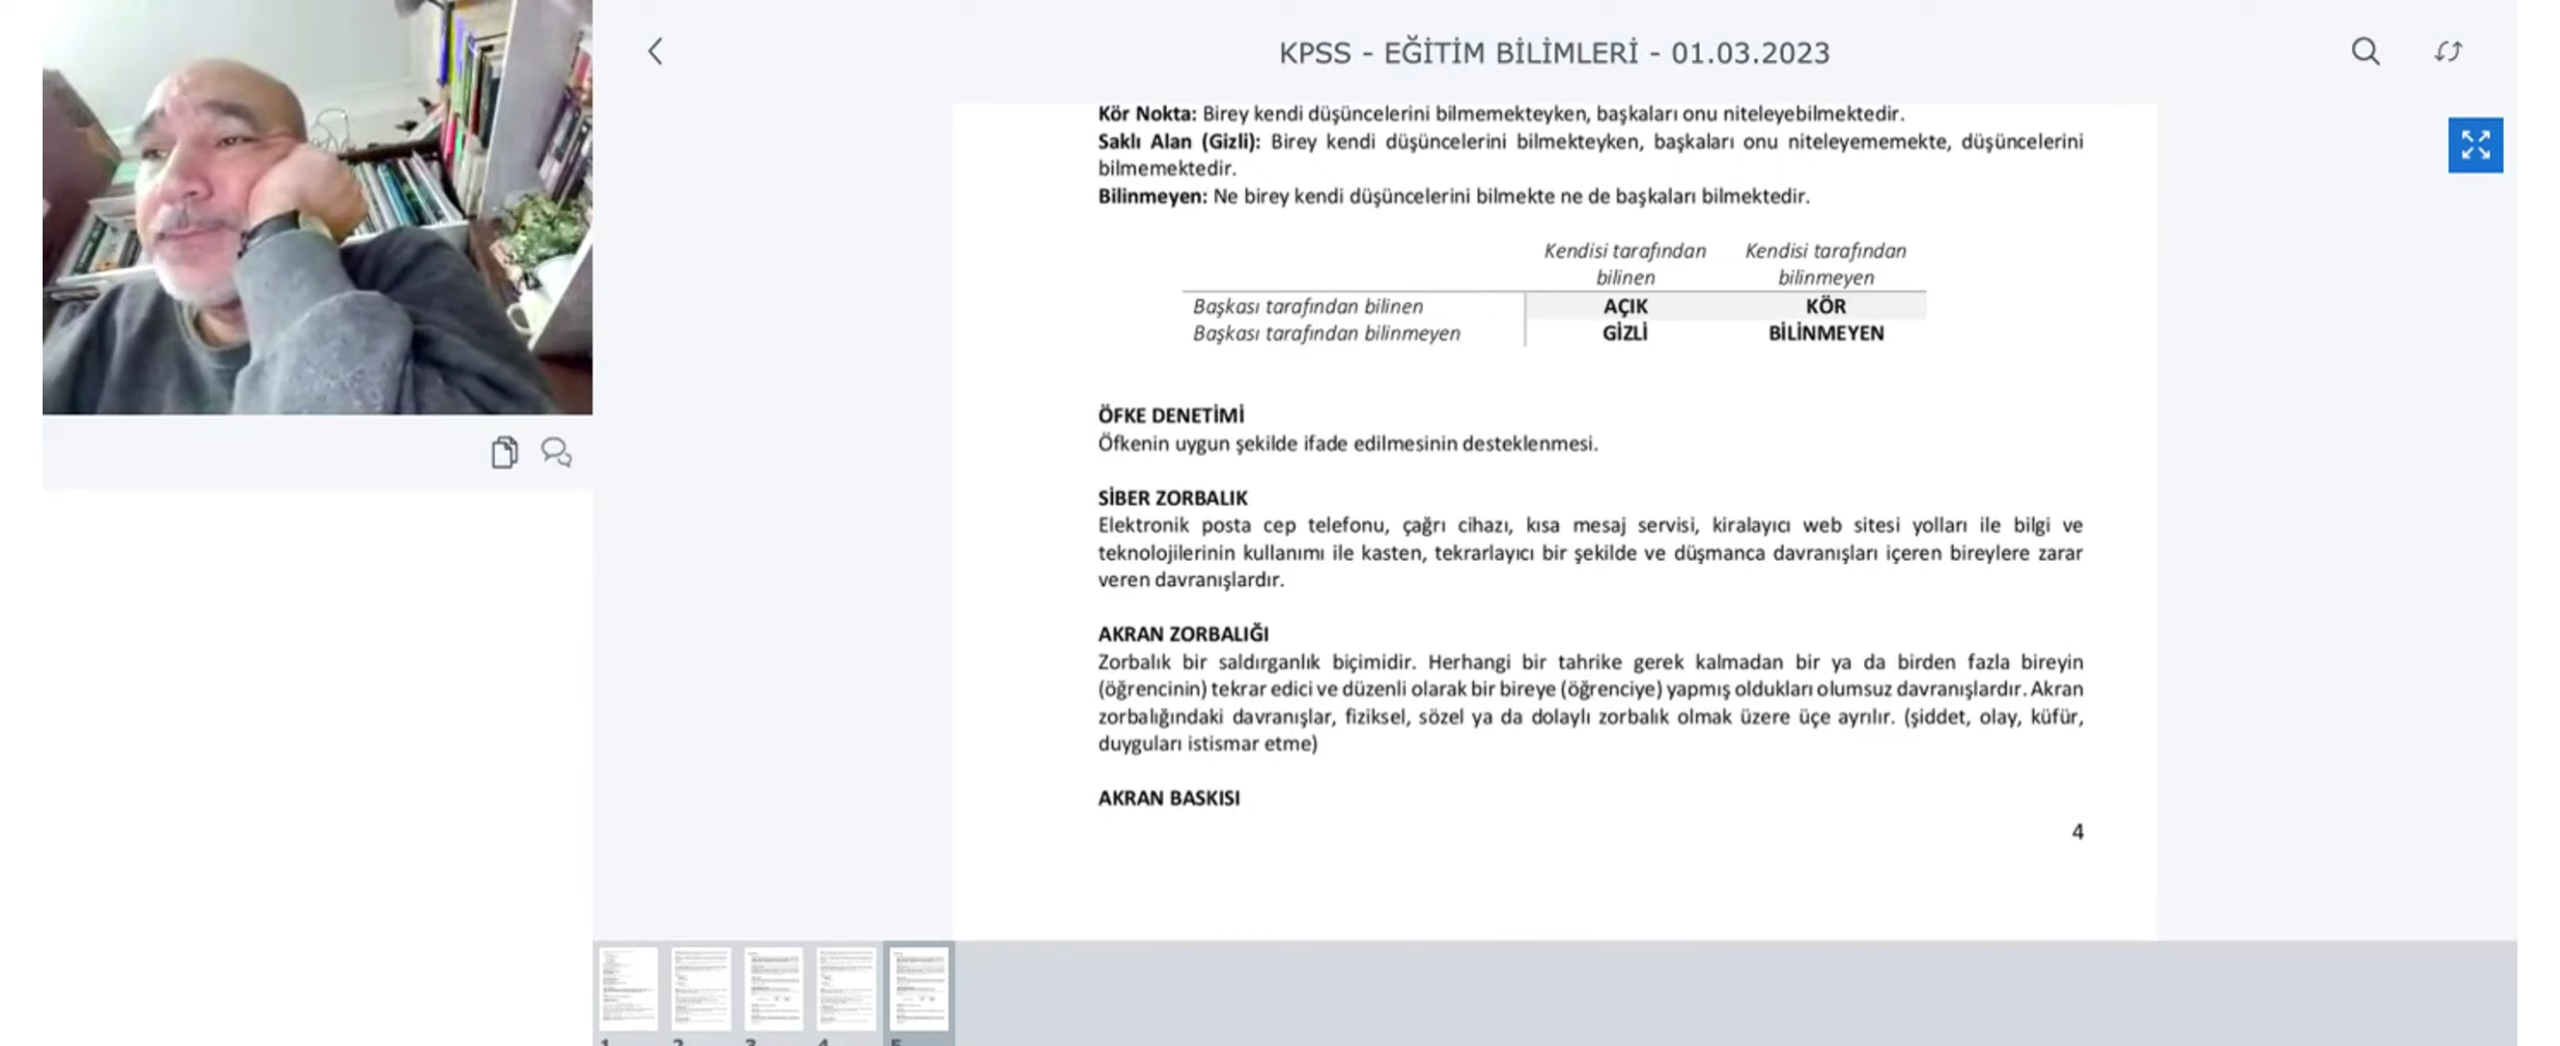 KPSS - EĞİTİM BİLİMLERİ - 01.03.2023
Kör Nokta: Birey kendi düşüncelerini bilmemekteyken, başkaları onu niteleyebilmektedir.
Saklı Alan (Gizli): Birey kendi düşüncelerini bilmekteyken, başkaları onu niteleyememekte, düşüncelerini
bilmemektedir.
Bilinmeyen: Ne birey kendi düşüncelerini bilmekte ne de başkaları bilmektedir.
Kendisi tarafından Kendisi tarafından
bilinen bilinmeyen
Başkası tarafından bilinen AÇIK KÖR
Başkası tarafından bilinmeyen GİZLİ BİLİNMEYEN
ÖFKE DENETİMİ
Öfkenin uygun şekilde ifade edilmesinin desteklenmesi.
SİBER ZORBALIK
Elektronik posta cep telefonu, çağrı cihazı, kısa mesaj servisi, kiralayıcı web sitesi yolları ile bilgi ve
teknolojilerinin kullanımı ile kasten, tekrarlayıcı bir şekilde ve düşmanca davranışları içeren bireylere zarar
veren davranışlardır.
AKRAN ZORBALIĞI
Zorbalık bir saldırganlık biçimidir. Herhangi bir tahrike gerek kalmadan bir ya da birden fazla bireyin
(öğrencinin) tekrar edici ve düzenli olarak bir bireye (öğrenciye) yapmış oldukları olumsuz davranışlardır. Akran
zorbalığındaki davranışlar, fiziksel, sözel ya da dolaylı zorbalık olmak üzere üçe ayrılır. (şiddet, olay, küfür,
duyguları istismar etme)
AKRAN BASKISI
4
1 2 3 4 5